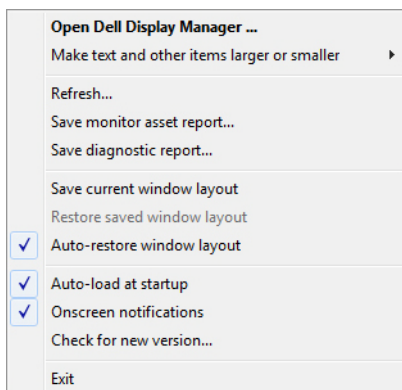 Open Dell Display Manager ...
Make text and other items larger or smaller
Refresh...
Save monitor asset report...
Save diagnostic report...
Save current window layout
Restore saved window layout
Auto-restore window layout
Auto-load at startup
Onscreen notifications
Check for new version...
Exit